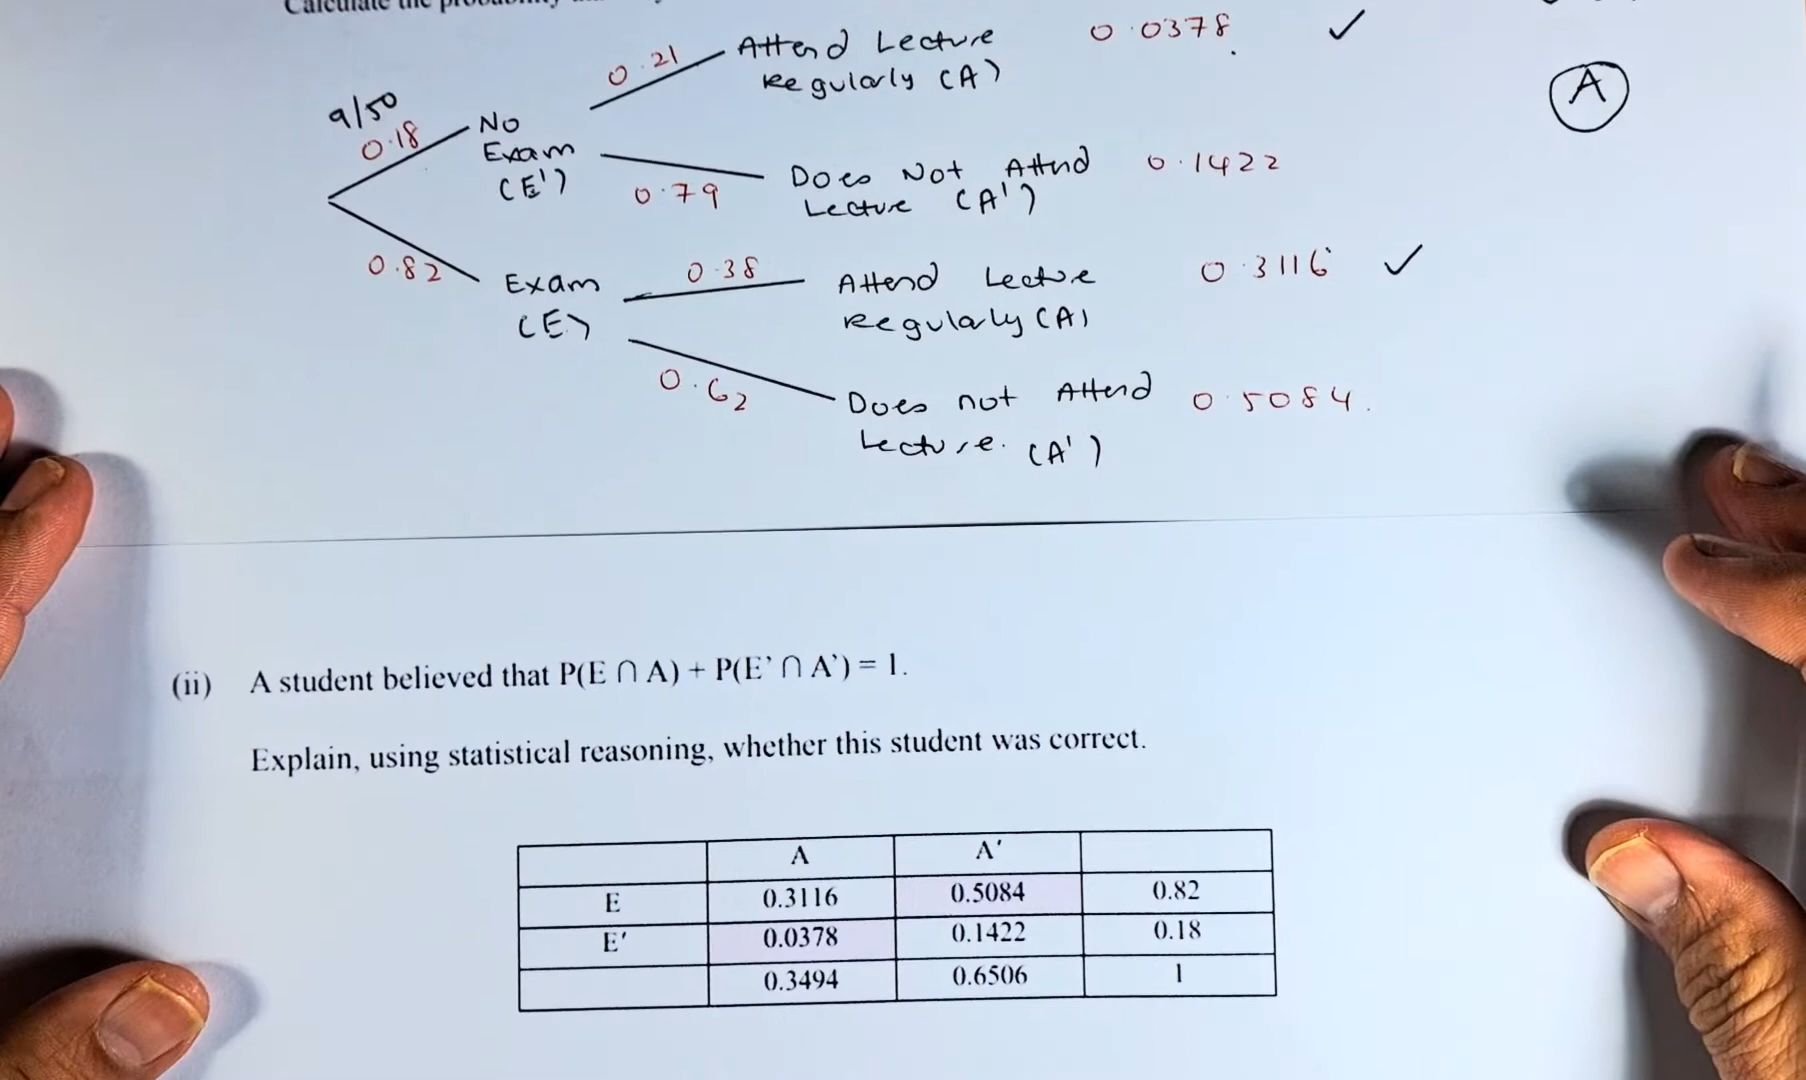 Calculate the
9/50
0.18
0.82
No
Exam
(E')
Exam
(E)
0.21
0.79
0.38
0.62
Attend Lecture
Regularly (A)
0.0378
✓
A
Does Not Attnd
Lecture (A')
0.1422
Attend Lecture
Regularly (A)
0.3116
✓
Does not Attend
Lecture. (A')
0.5084.
(ii) A student believed that P(E ∩ A) + P(E' ∩ A') = 1.
Explain, using statistical reasoning, whether this student was correct.
A A'
E 0.3116 0.5084 0.82
E' 0.0378 0.1422 0.18
0.3494 0.6506 1